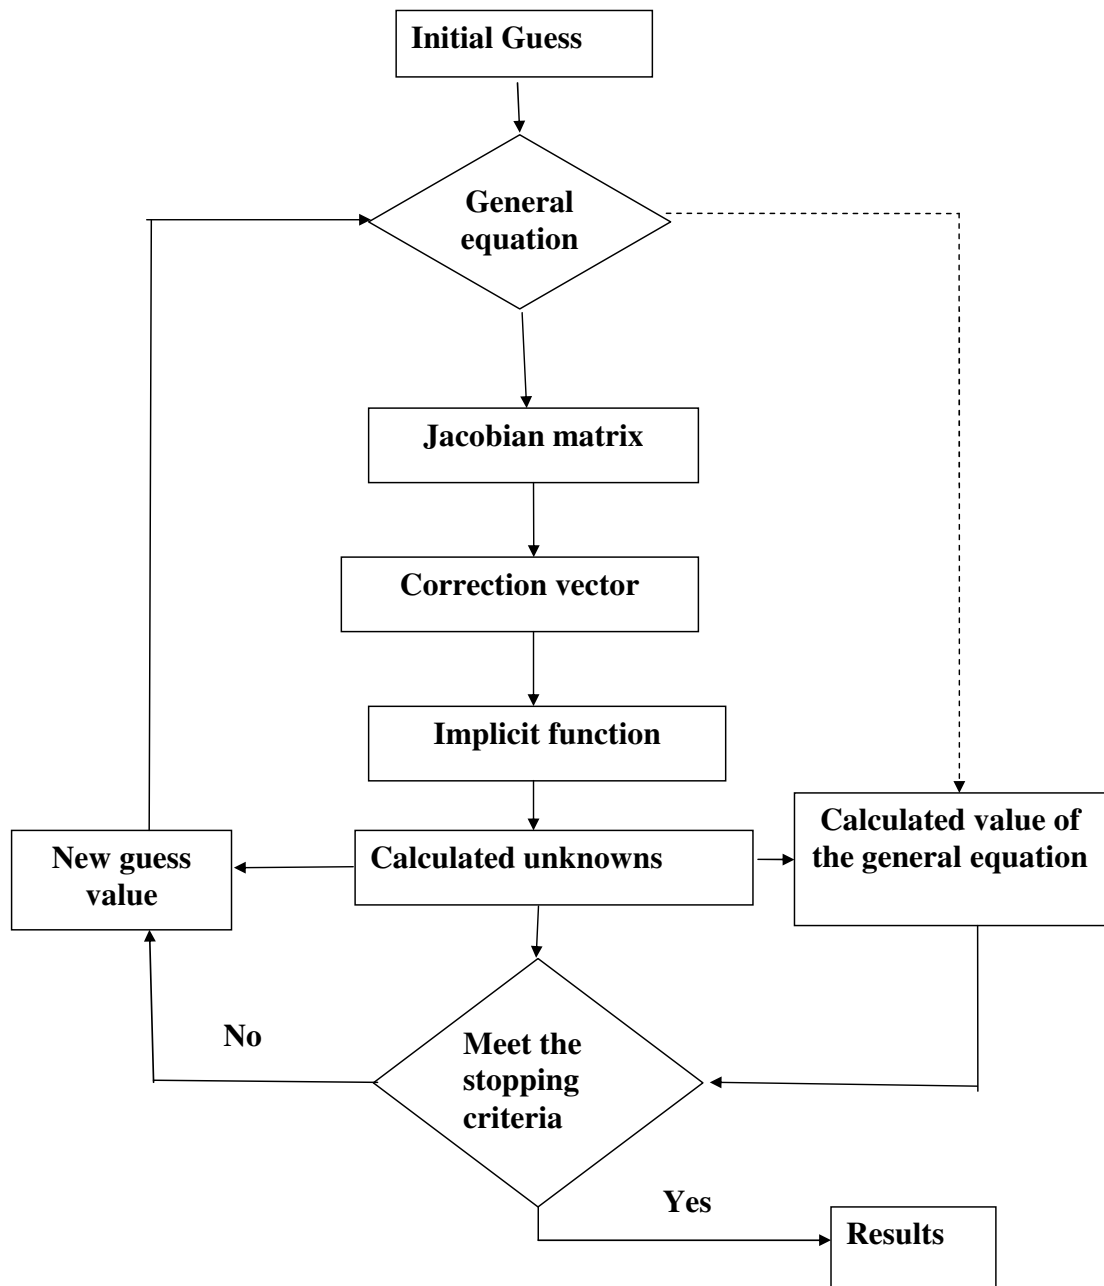 Initial Guess
General
equation
Jacobian matrix
Correction vector
Implicit function
Calculated value of
the general equation
New guess
value
Calculated unknowns
No
Meet the
stopping
criteria
Yes
Results